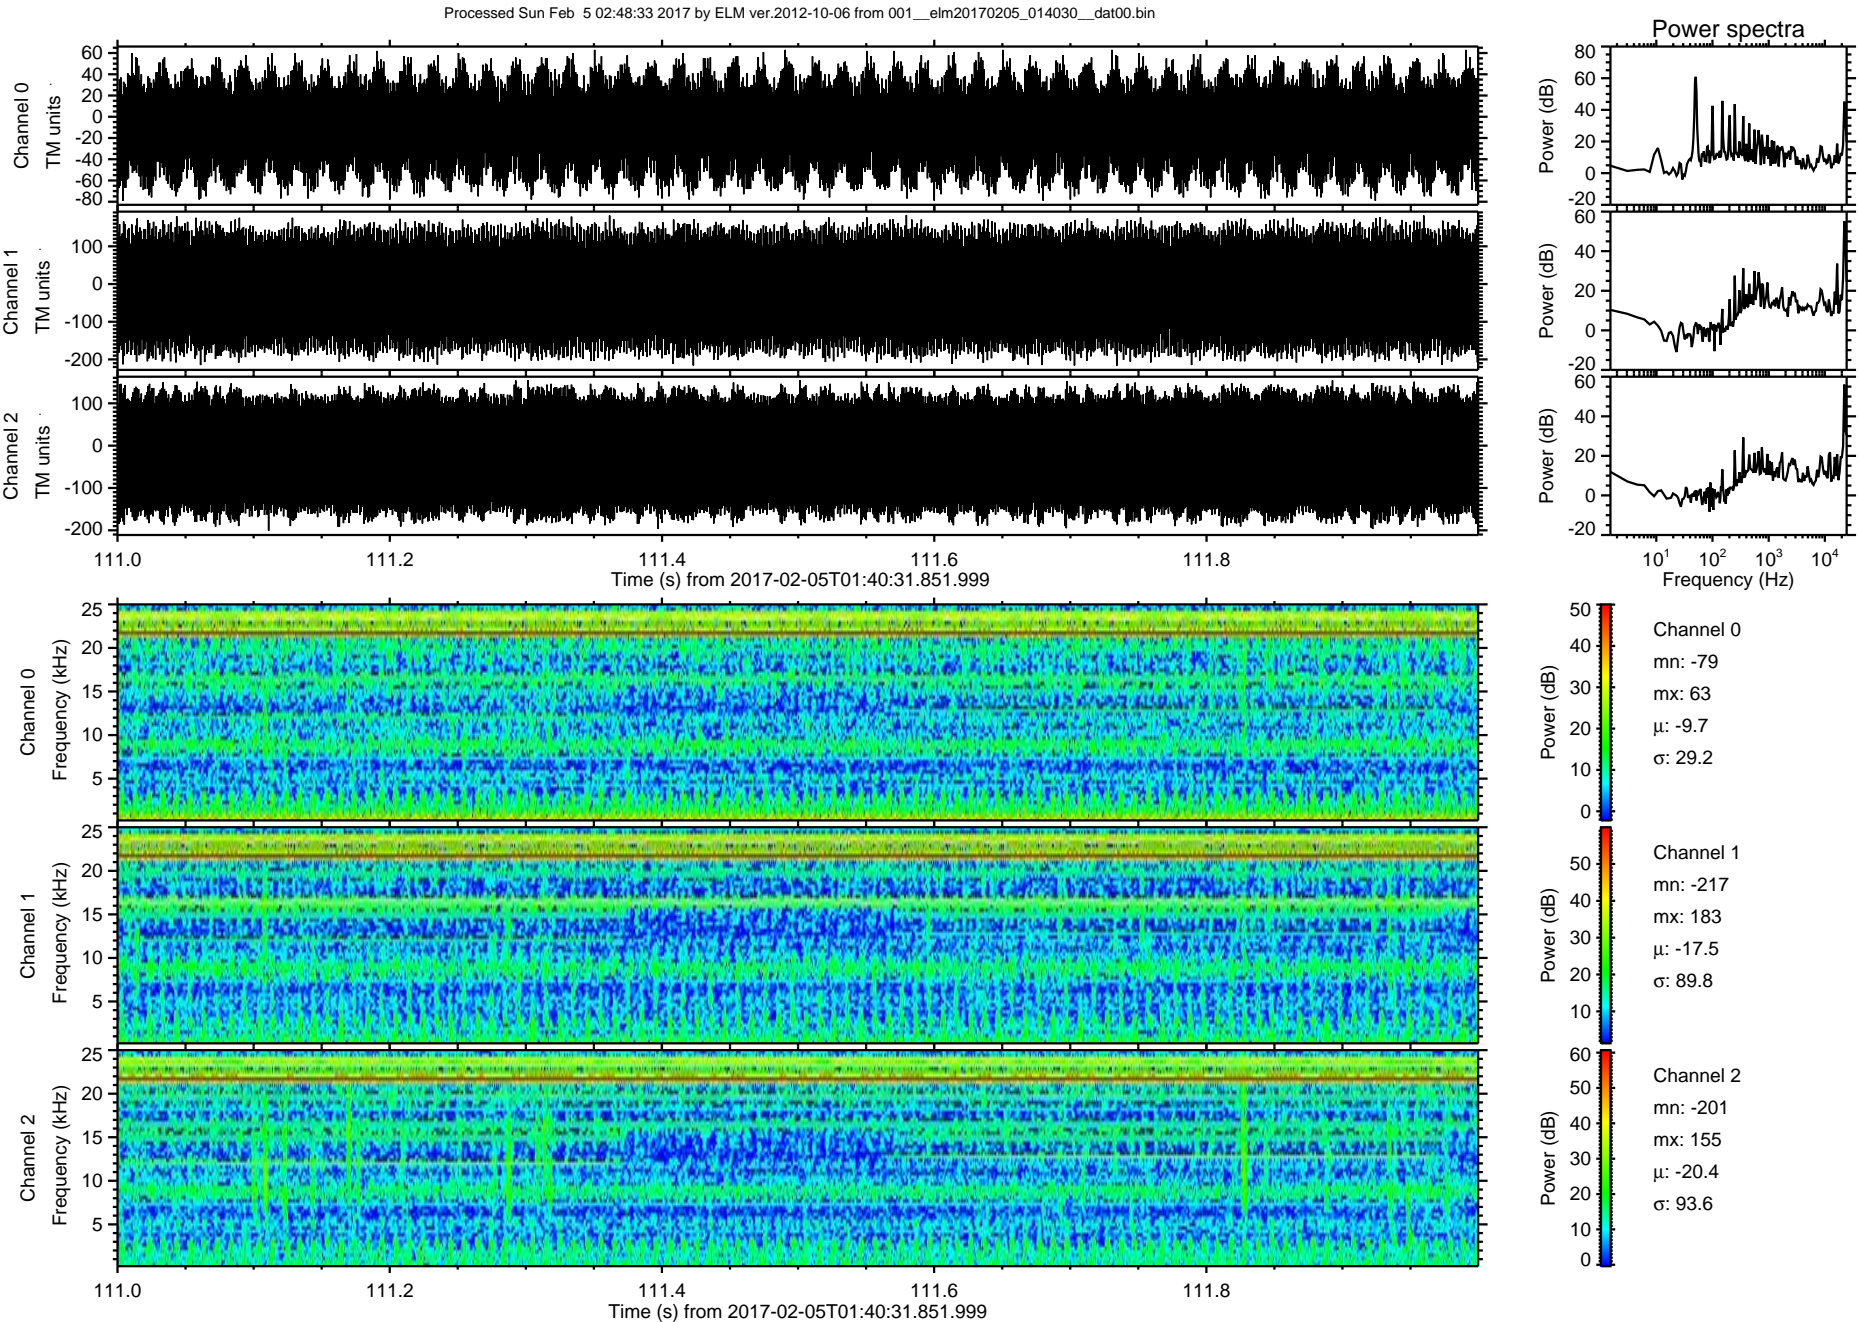 Processed Sun Feb  5 02:48:33 2017 by ELM ver.2012-10-06 from 001__elm20170205_014030__dat00.bin
Power spectra
Channel 0
TM units
60
40
20
0
-20
-40
-60
-80
Power (dB)
80
60
40
20
0
-20
Channel 1
TM units
100
0
-100
-200
Power (dB)
60
40
20
0
-20
Channel 2
TM units
100
0
-100
-200
Power (dB)
60
40
20
0
-20
111.0 111.2 111.4 111.6 111.8
Time (s) from 2017-02-05T01:40:31.851.999
10¹ 10² 10³ 10⁴
Frequency (Hz)
Channel 0
Frequency (kHz)
25
20
15
10
5
Power (dB)
50
40
30
20
10
0
Channel 0
mn: -79
mx: 63
μ: -9.7
σ: 29.2
Channel 1
Frequency (kHz)
25
20
15
10
5
Power (dB)
50
40
30
20
10
Channel 1
mn: -217
mx: 183
μ: -17.5
σ: 89.8
Channel 2
Frequency (kHz)
25
20
15
10
5
Power (dB)
60
50
40
30
20
10
0
Channel 2
mn: -201
mx: 155
μ: -20.4
σ: 93.6
111.0 111.2 111.4 111.6 111.8
Time (s) from 2017-02-05T01:40:31.851.999